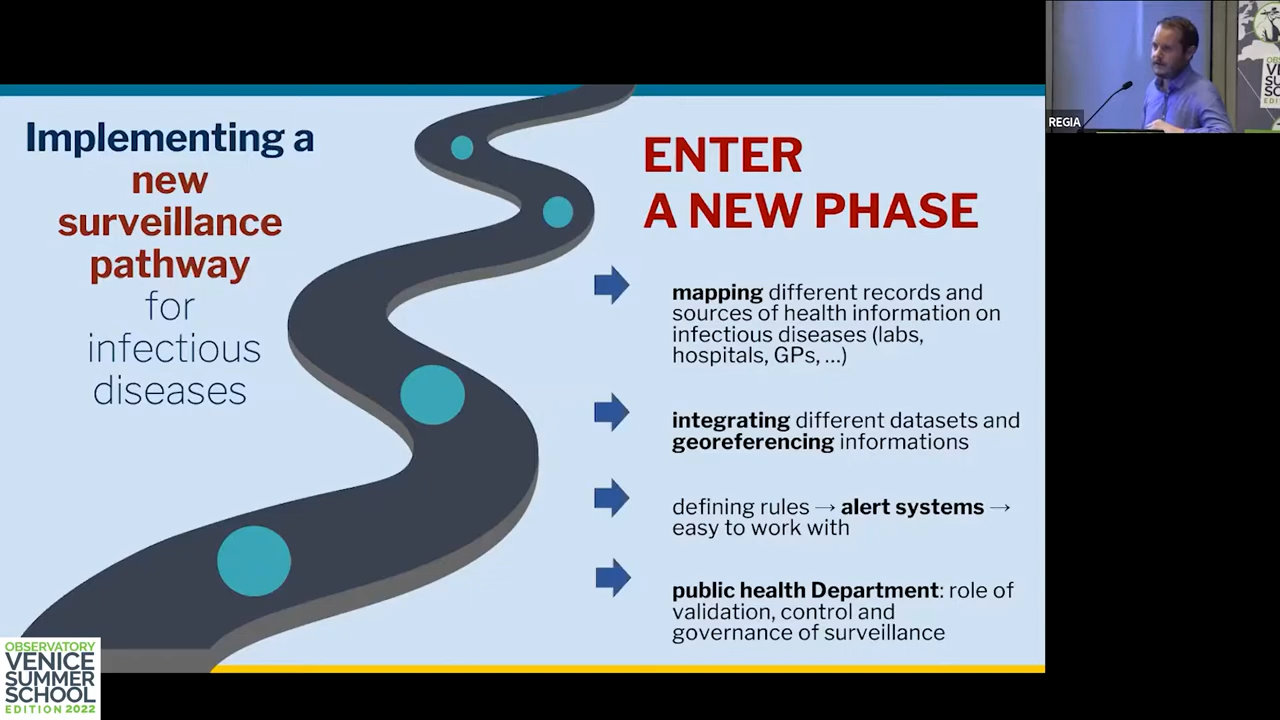 Implementing a
new
surveillance
pathway
for
infectious
diseases
ENTER
A NEW PHASE
mapping different records and
sources of health information on
infectious diseases (labs,
hospitals, GPs, ...)
integrating different datasets and
georeferencing informations
defining rules → alert systems →
easy to work with
public health Department: role of
validation, control and
governance of surveillance
REGIA
OBSERVATORY
VENICE
SUMMER
SCHOOL
EDITION 2022